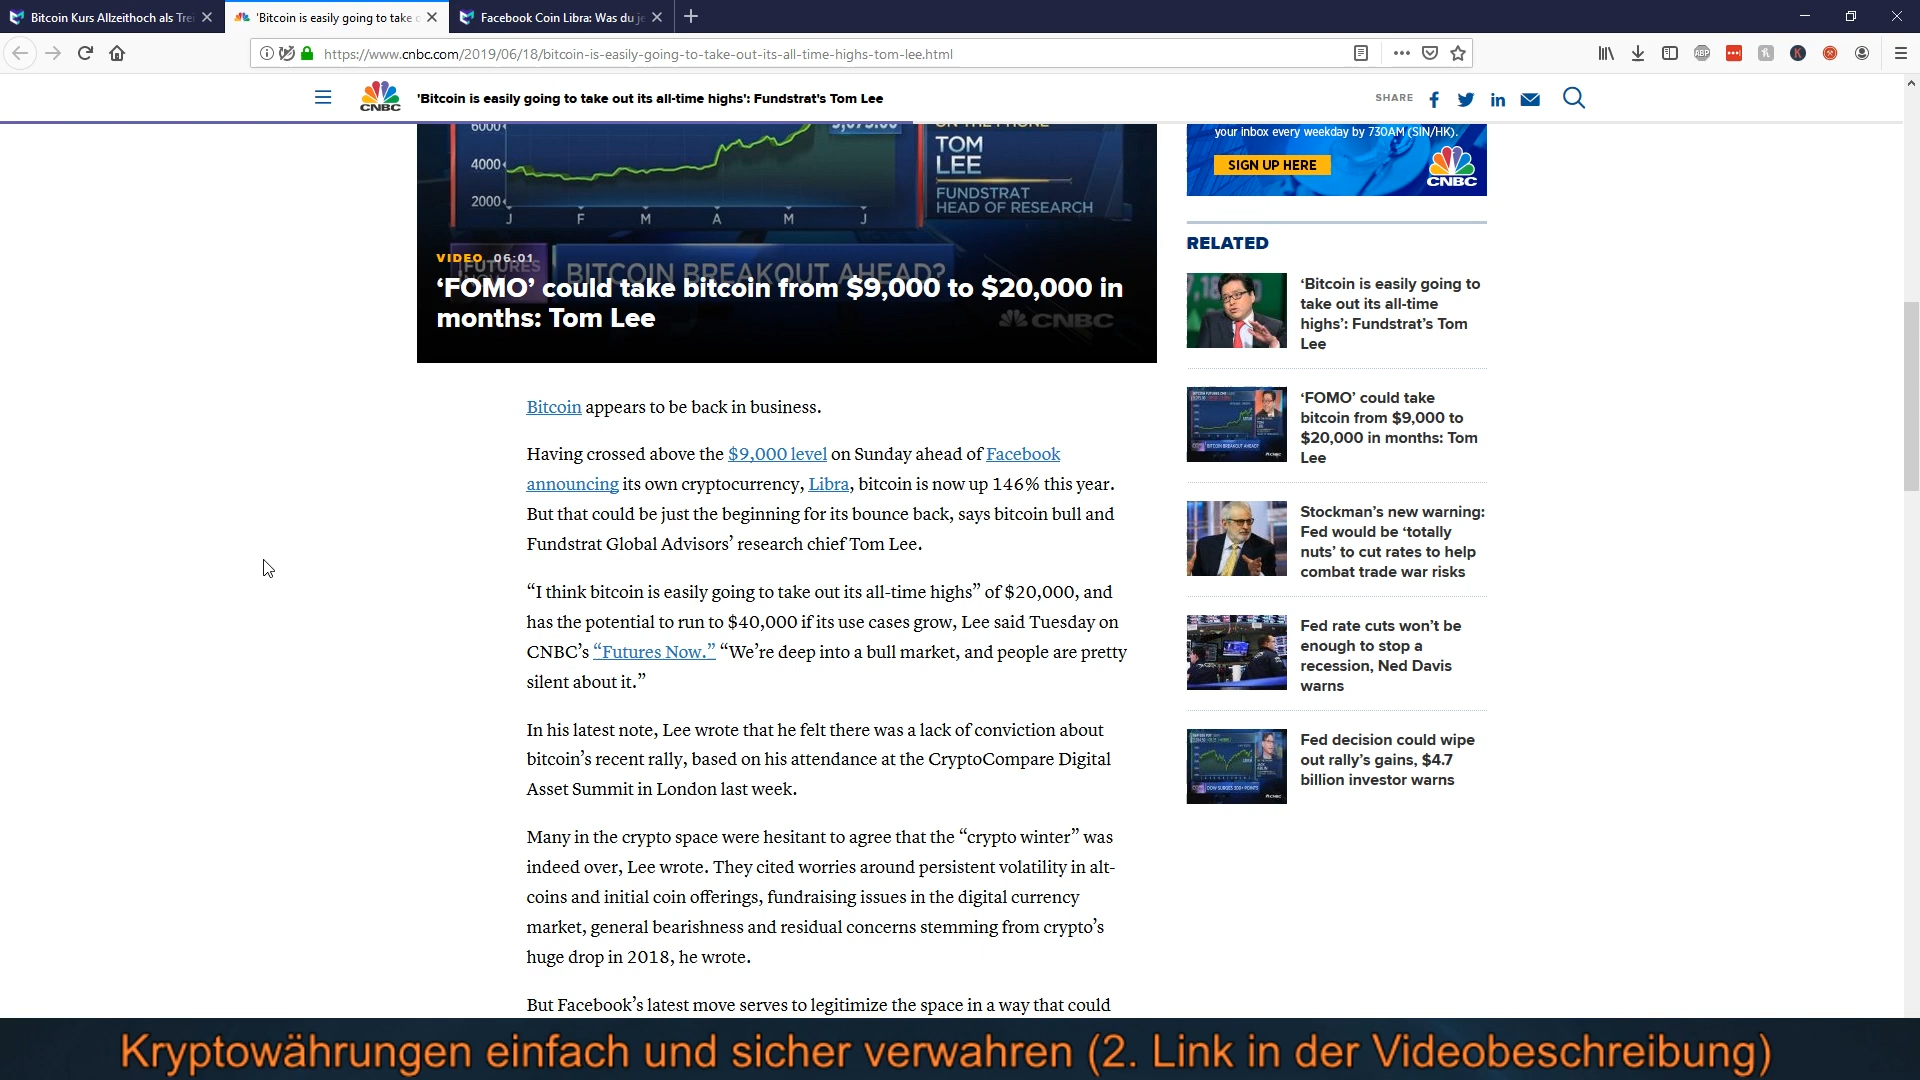 Bitcoin Kurs Allzeithoch als Trei
'Bitcoin is easily going to take o
Facebook Coin Libra: Was du je
https://www.cnbc.com/2019/06/18/bitcoin-is-easily-going-to-take-out-its-all-time-highs-tom-lee.html
ABP
K
CNBC
'Bitcoin is easily going to take out its all-time highs': Fundstrat's Tom Lee
SHARE
6000
4000
2000
J F M A M J
9,075.00
ON THE PHONE
TOM
LEE
FUNDSTRAT
HEAD OF RESEARCH
VIDEO 06:01
FUTURES
NOW
BITCOIN BREAKOUT AHEAD?
‘FOMO’ could take bitcoin from $9,000 to $20,000 in
months: Tom Lee
CNBC
Bitcoin appears to be back in business.
Having crossed above the $9,000 level on Sunday ahead of Facebook
announcing its own cryptocurrency, Libra, bitcoin is now up 146% this year.
But that could be just the beginning for its bounce back, says bitcoin bull and
Fundstrat Global Advisors’ research chief Tom Lee.
“I think bitcoin is easily going to take out its all-time highs” of $20,000, and
has the potential to run to $40,000 if its use cases grow, Lee said Tuesday on
CNBC’s “Futures Now.” “We’re deep into a bull market, and people are pretty
silent about it.”
In his latest note, Lee wrote that he felt there was a lack of conviction about
bitcoin’s recent rally, based on his attendance at the CryptoCompare Digital
Asset Summit in London last week.
Many in the crypto space were hesitant to agree that the “crypto winter” was
indeed over, Lee wrote. They cited worries around persistent volatility in alt-
coins and initial coin offerings, fundraising issues in the digital currency
market, general bearishness and residual concerns stemming from crypto’s
huge drop in 2018, he wrote.
But Facebook’s latest move serves to legitimize the space in a way that could
your inbox every weekday by 7:30AM (SIN/HK).
SIGN UP HERE
CNBC
RELATED
‘Bitcoin is easily going to
take out its all-time
highs’: Fundstrat’s Tom
Lee
‘FOMO’ could take
bitcoin from $9,000 to
$20,000 in months: Tom
Lee
Stockman’s new warning:
Fed would be ‘totally
nuts’ to cut rates to help
combat trade war risks
Fed rate cuts won’t be
enough to stop a
recession, Ned Davis
warns
Fed decision could wipe
out rally’s gains, $4.7
billion investor warns
Kryptowährungen einfach und sicher verwahren (2. Link in der Videobeschreibung)